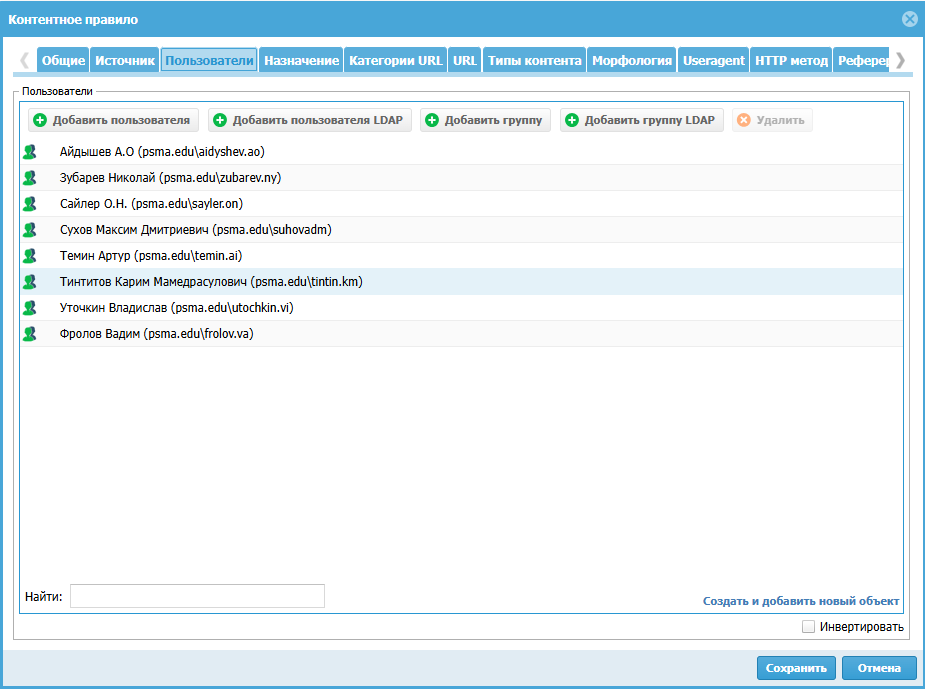 Контентное правило
Общие Источник Пользователи Назначение Категории URL URL Типы контента Морфология Useragent HTTP метод Рефере
Пользователи
Добавить пользователя Добавить пользователя LDAP Добавить группу Добавить группу LDAP Удалить
Айдышев А.О (psma.edu\aidyshev.ao)
Зубарев Николай (psma.edu\zubarev.ny)
Сайлер О.Н. (psma.edu\sayler.on)
Сухов Максим Дмитриевич (psma.edu\suhovadm)
Темин Артур (psma.edu\temin.ai)
Тинтитов Карим Мамедрасулович (psma.edu\tintin.km)
Уточкин Владислав (psma.edu\utochkin.vi)
Фролов Вадим (psma.edu\frolov.va)
Найти:
Создать и добавить новый объект
Инвертировать
Сохранить Отмена